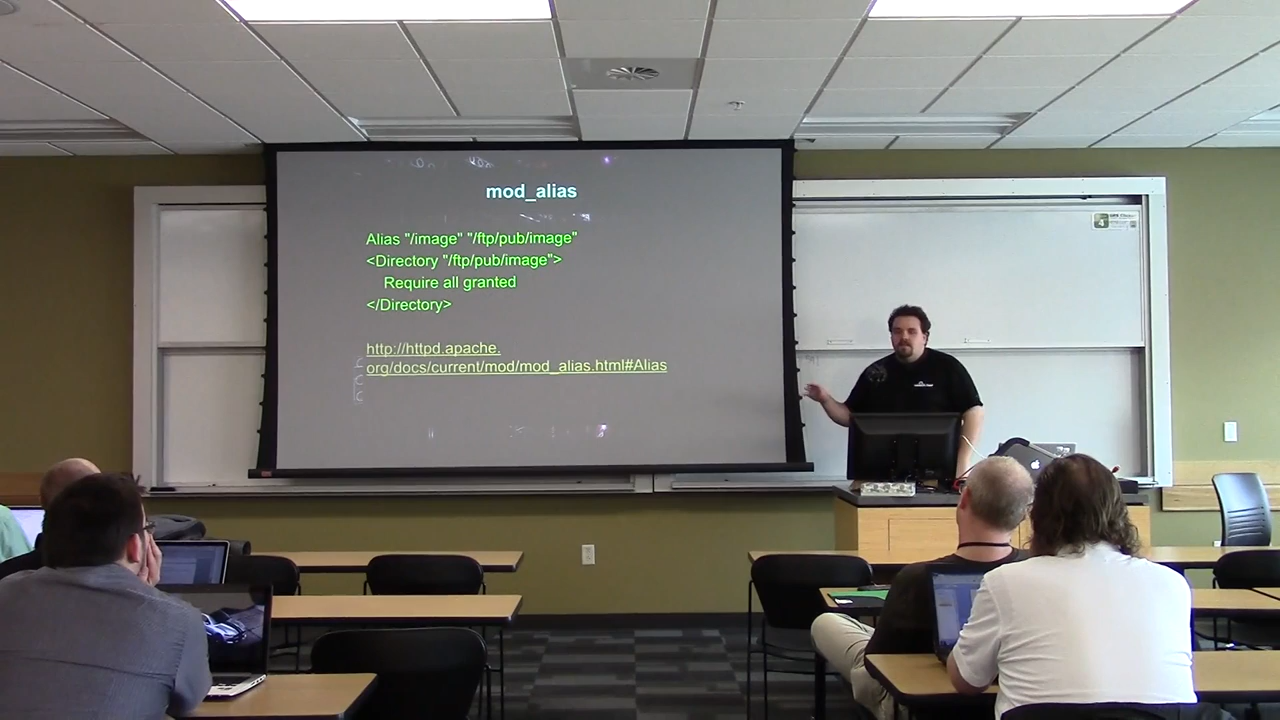 mod_alias
Alias "/image" "/ftp/pub/image"
<Directory "/ftp/pub/image">
Require all granted
</Directory>
http://httpd.apache.
org/docs/current/mod/mod_alias.html#Alias